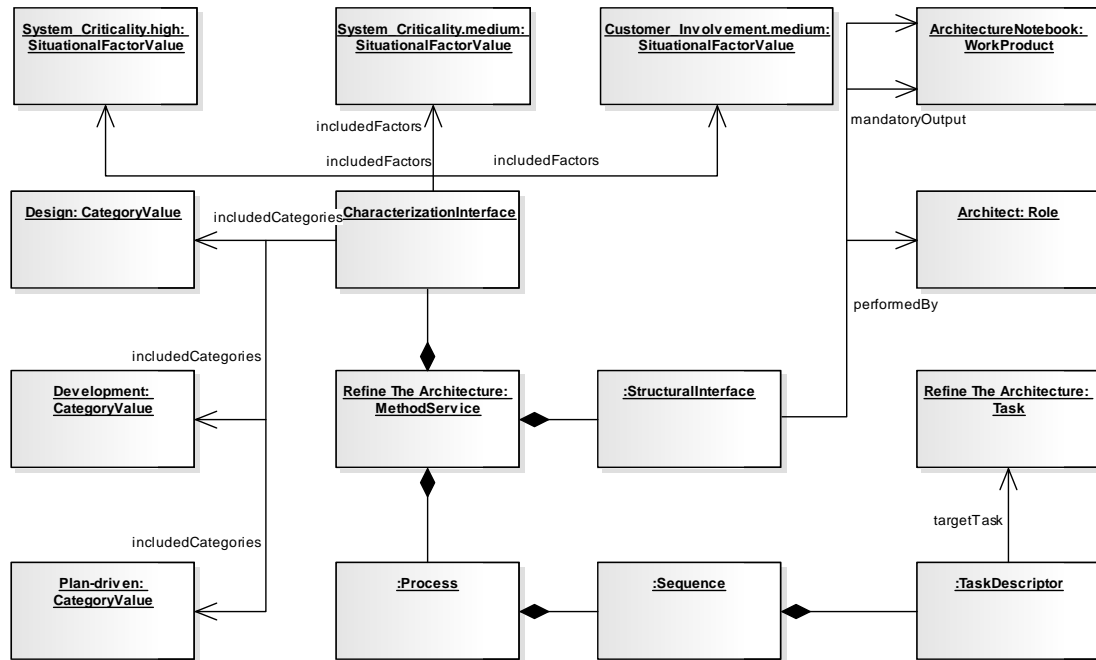 System_Criticality.high:
SituationalFactorValue
System_Criticality.medium:
SituationalFactorValue
Customer_Involvement.medium:
SituationalFactorValue
ArchitectureNotebook:
WorkProduct
mandatoryOutput
includedFactors
includedFactors
includedFactors
Design: CategoryValue
includedCategories
CharacterizationInterface
Architect: Role
performedBy
includedCategories
Development:
CategoryValue
Refine The Architecture:
MethodService
:StructuralInterface
Refine The Architecture:
Task
targetTask
includedCategories
Plan-driven:
CategoryValue
:Process
:Sequence
:TaskDescriptor